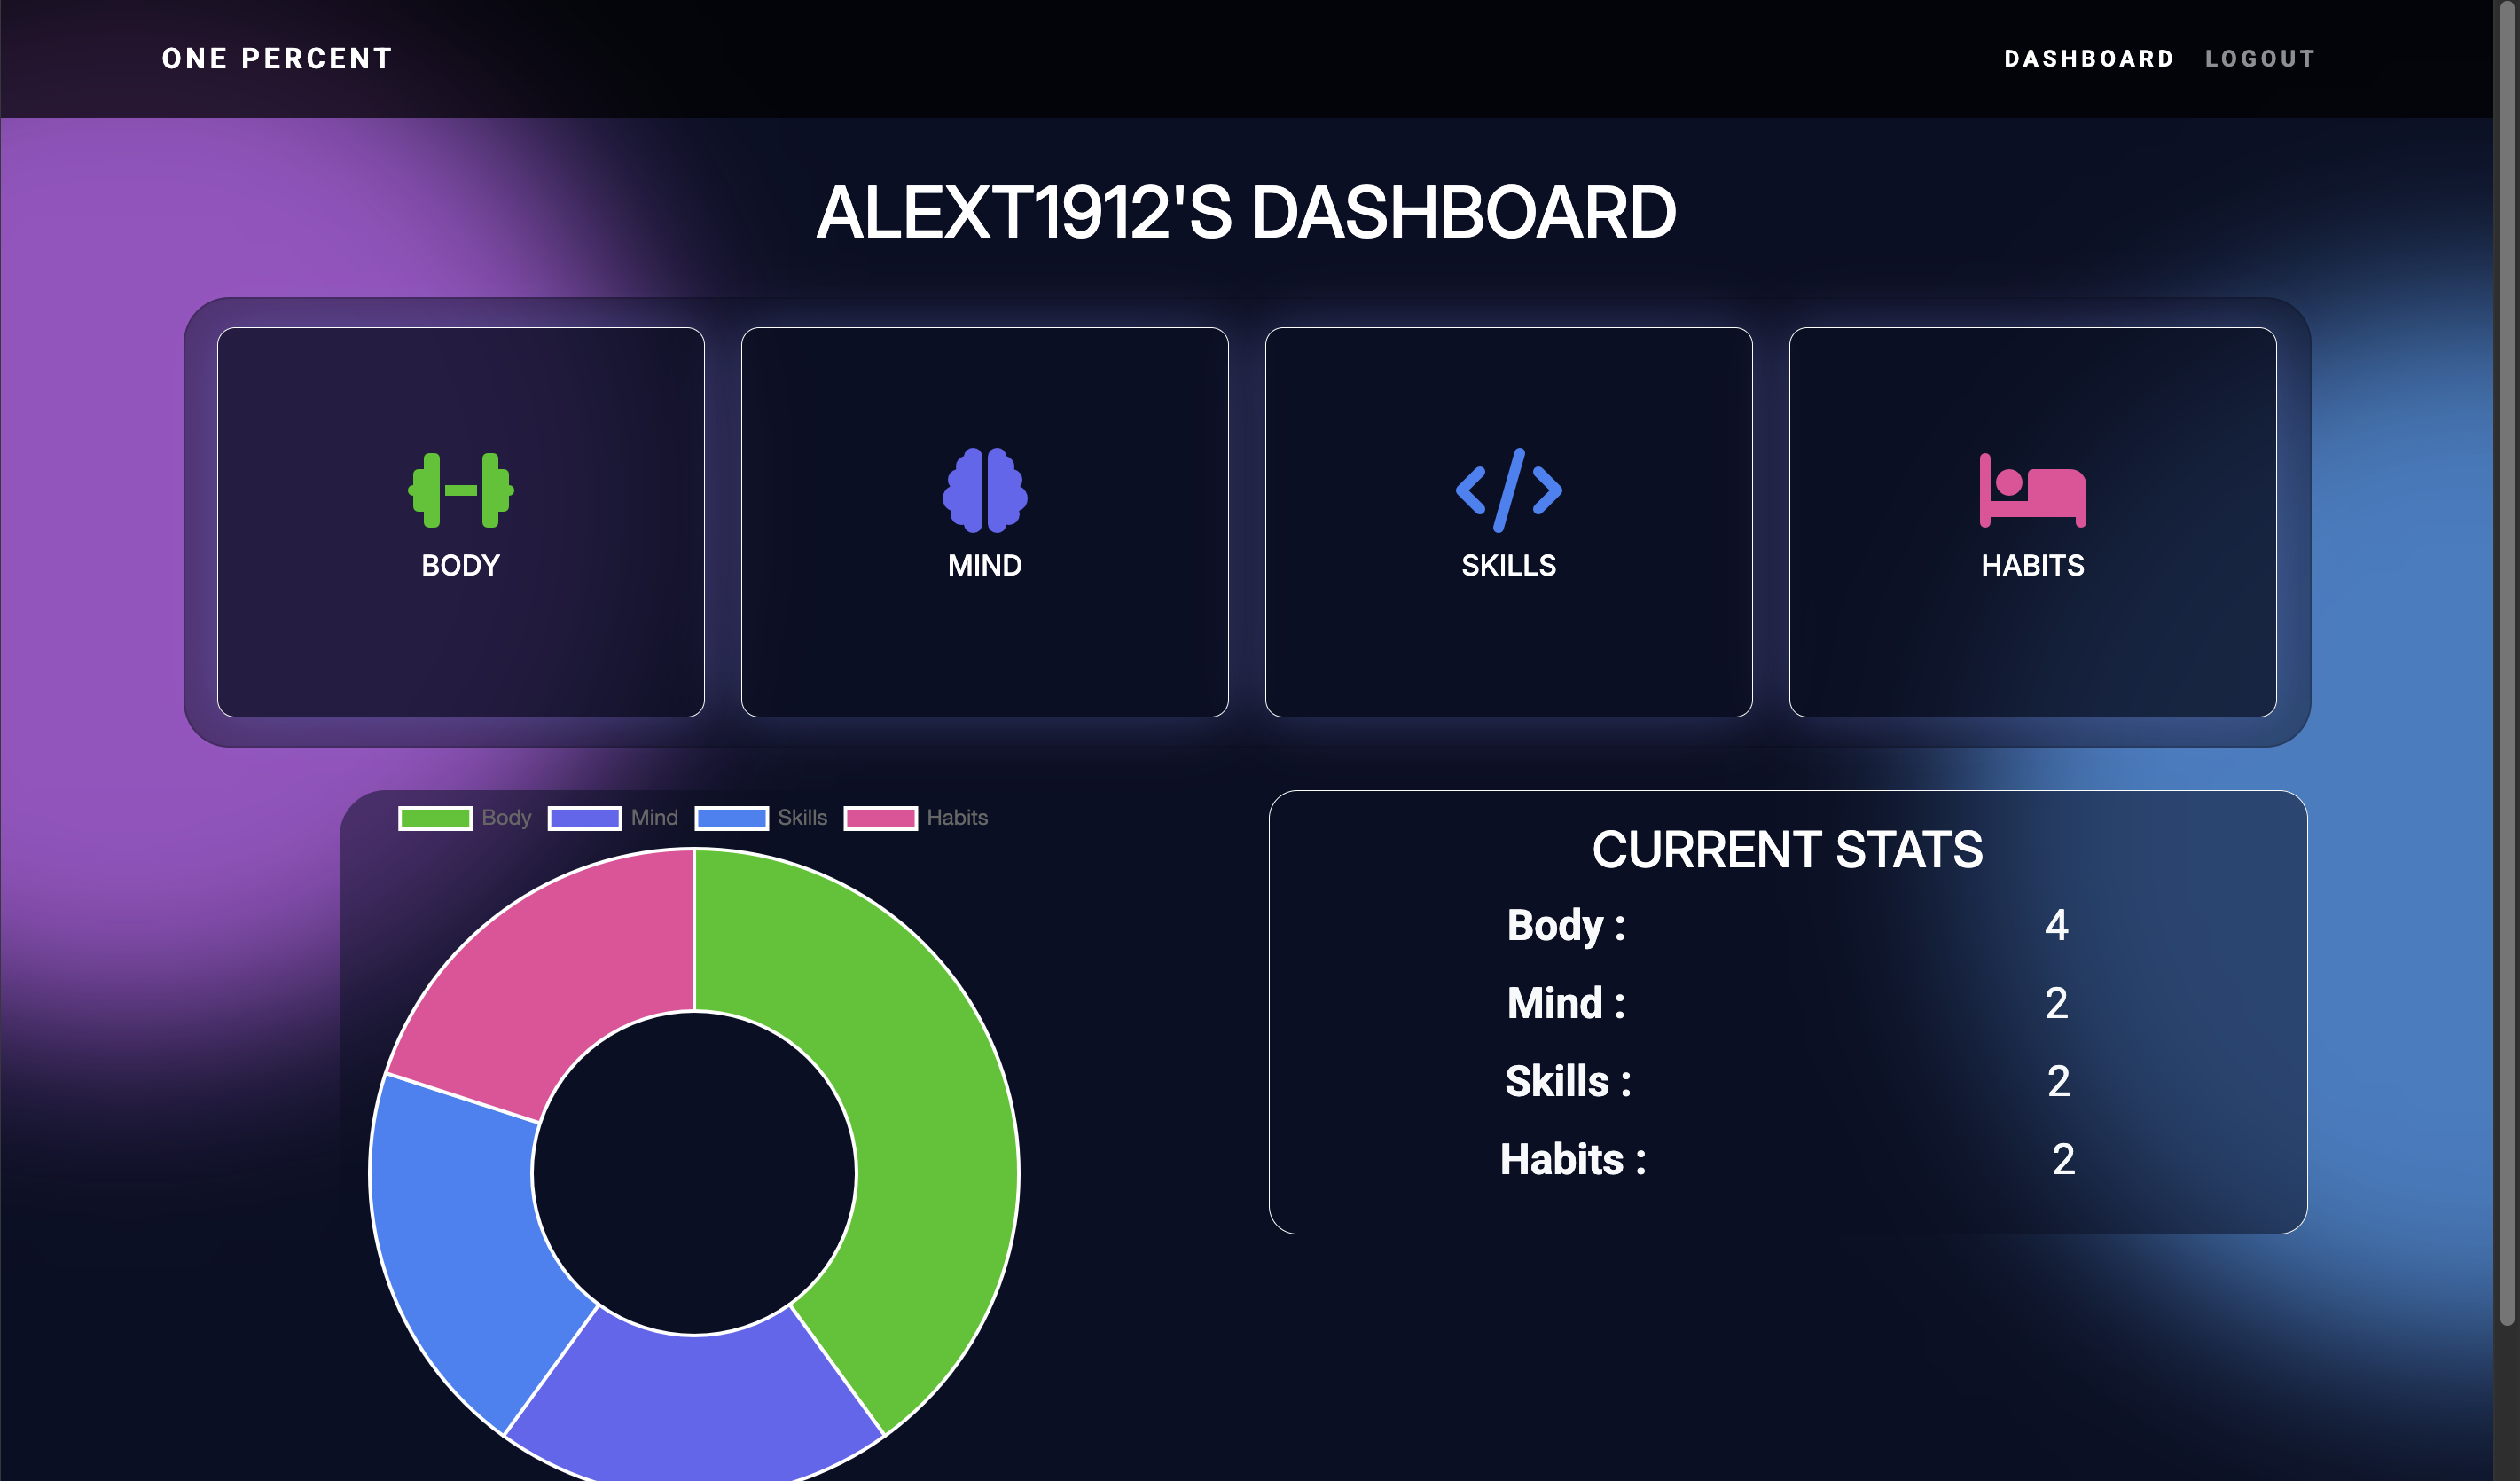 ONE PERCENT
DASHBOARD LOGOUT
ALEXT1912'S DASHBOARD
BODY
MIND
SKILLS
HABITS
Body Mind Skills Habits
CURRENT STATS
Body : 4
Mind : 2
Skills : 2
Habits : 2